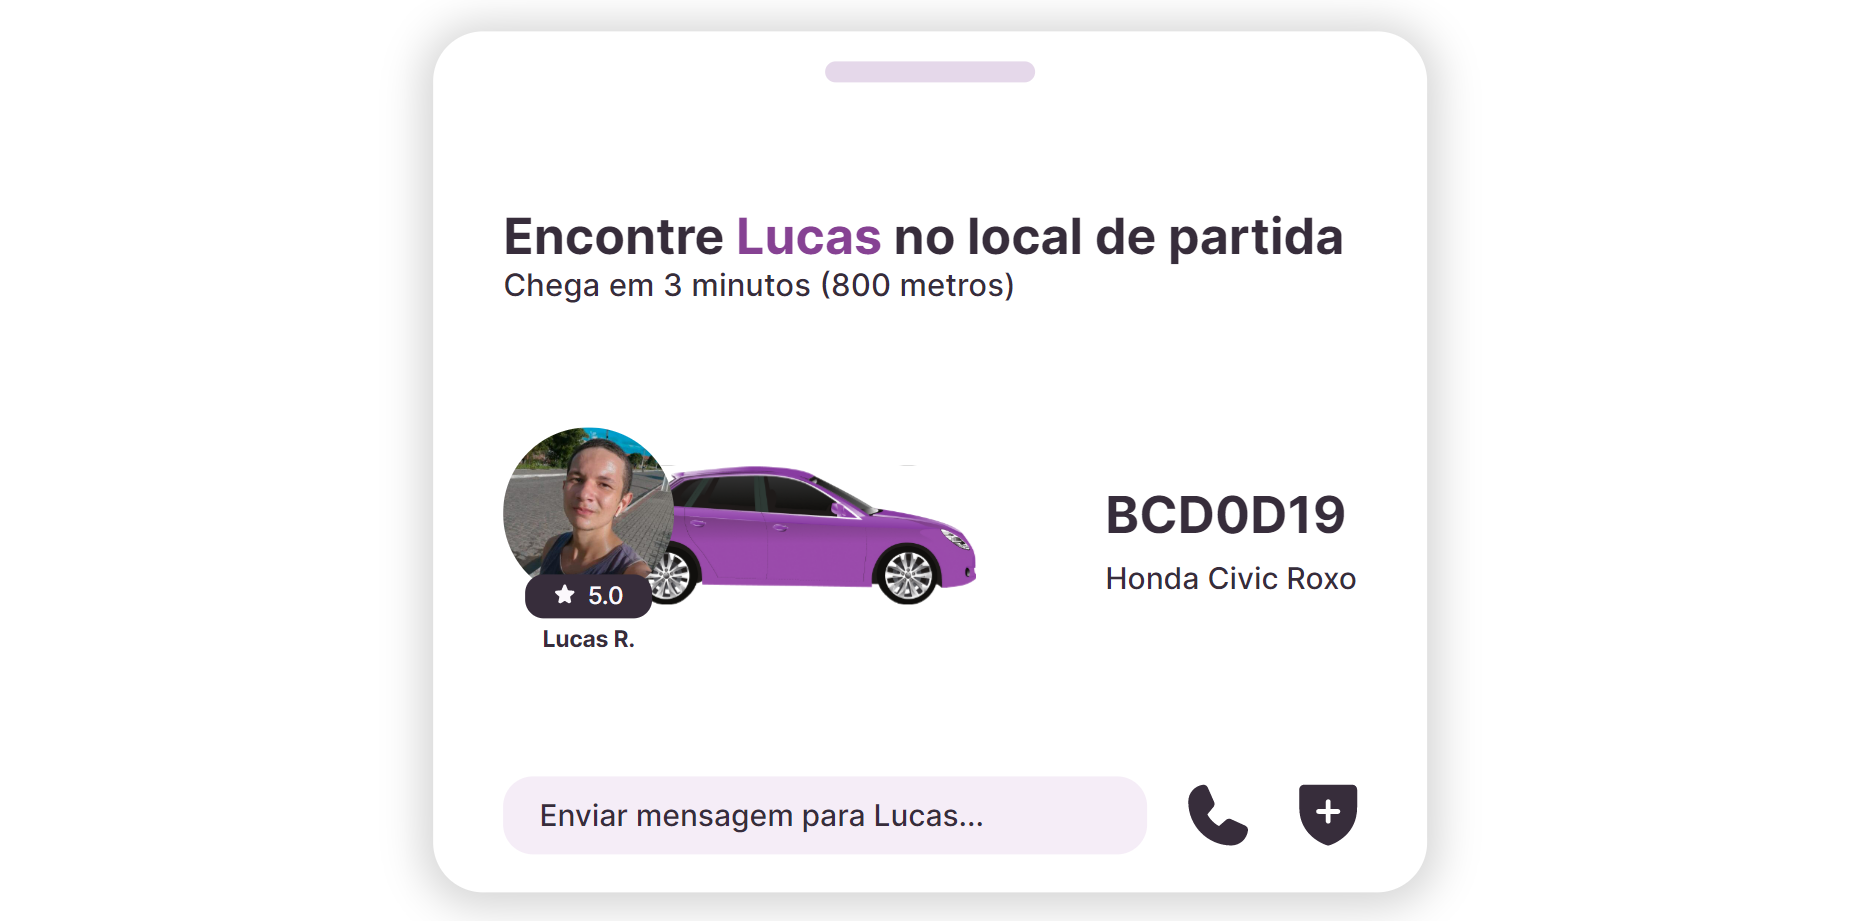 Encontre Lucas no local de partida
Chega em 3 minutos (800 metros)
5.0
Lucas R.
BCD0D19
Honda Civic Roxo
Enviar mensagem para Lucas...